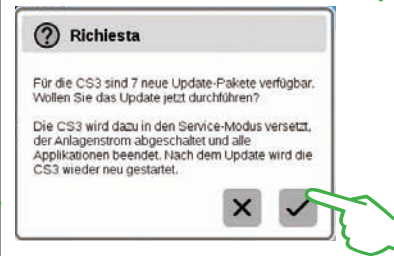 Richiesta
Für die CS3 sind 7 neue Update-Pakete verfügbar.
Wollen Sie das Update jetzt durchführen?
Die CS3 wird dazu in den Service-Modus versetzt,
der Anlagenstrom abgeschaltet und alle
Applikationen beendet. Nach dem Update wird die
CS3 wieder neu gestartet.